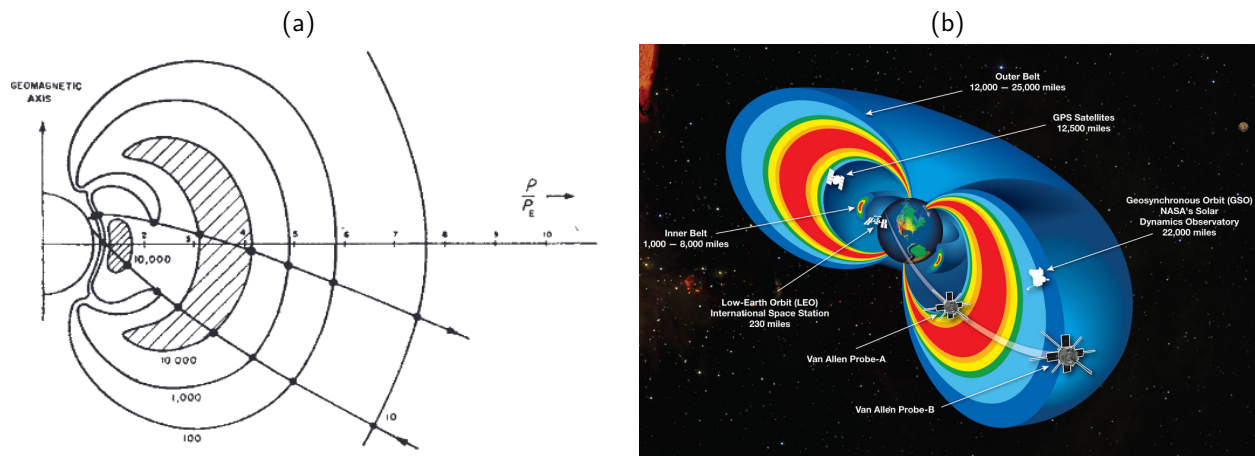 (a)
GEOMAGNETIC
AXIS
ρ
ρE
2
3
4
5
6
7
8
9
10
10,000
10 000
1,000
100
10
(b)
Outer Belt
12,000 — 25,000 miles
GPS Satellites
12,500 miles
Geosynchronous Orbit (GSO)
NASA's Solar
Dynamics Observatory
22,000 miles
Inner Belt
1,000 — 8,000 miles
Low-Earth Orbit (LEO)
International Space Station
230 miles
Van Allen Probe-A
Van Allen Probe-B